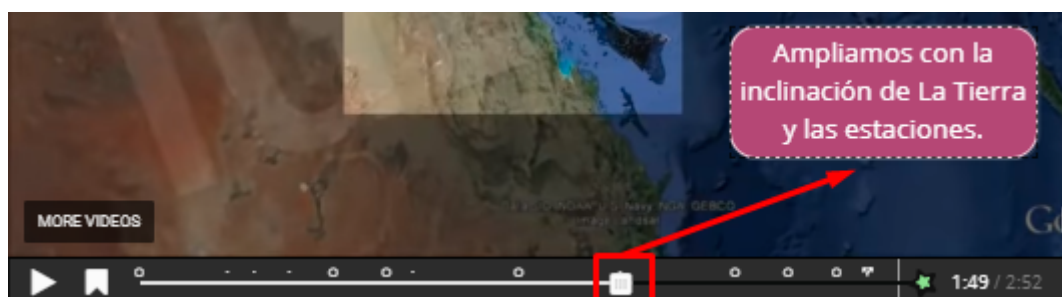 Ampliamos con la
inclinación de La Tierra
y las estaciones.
MORE VIDEOS
1:49 / 2:52